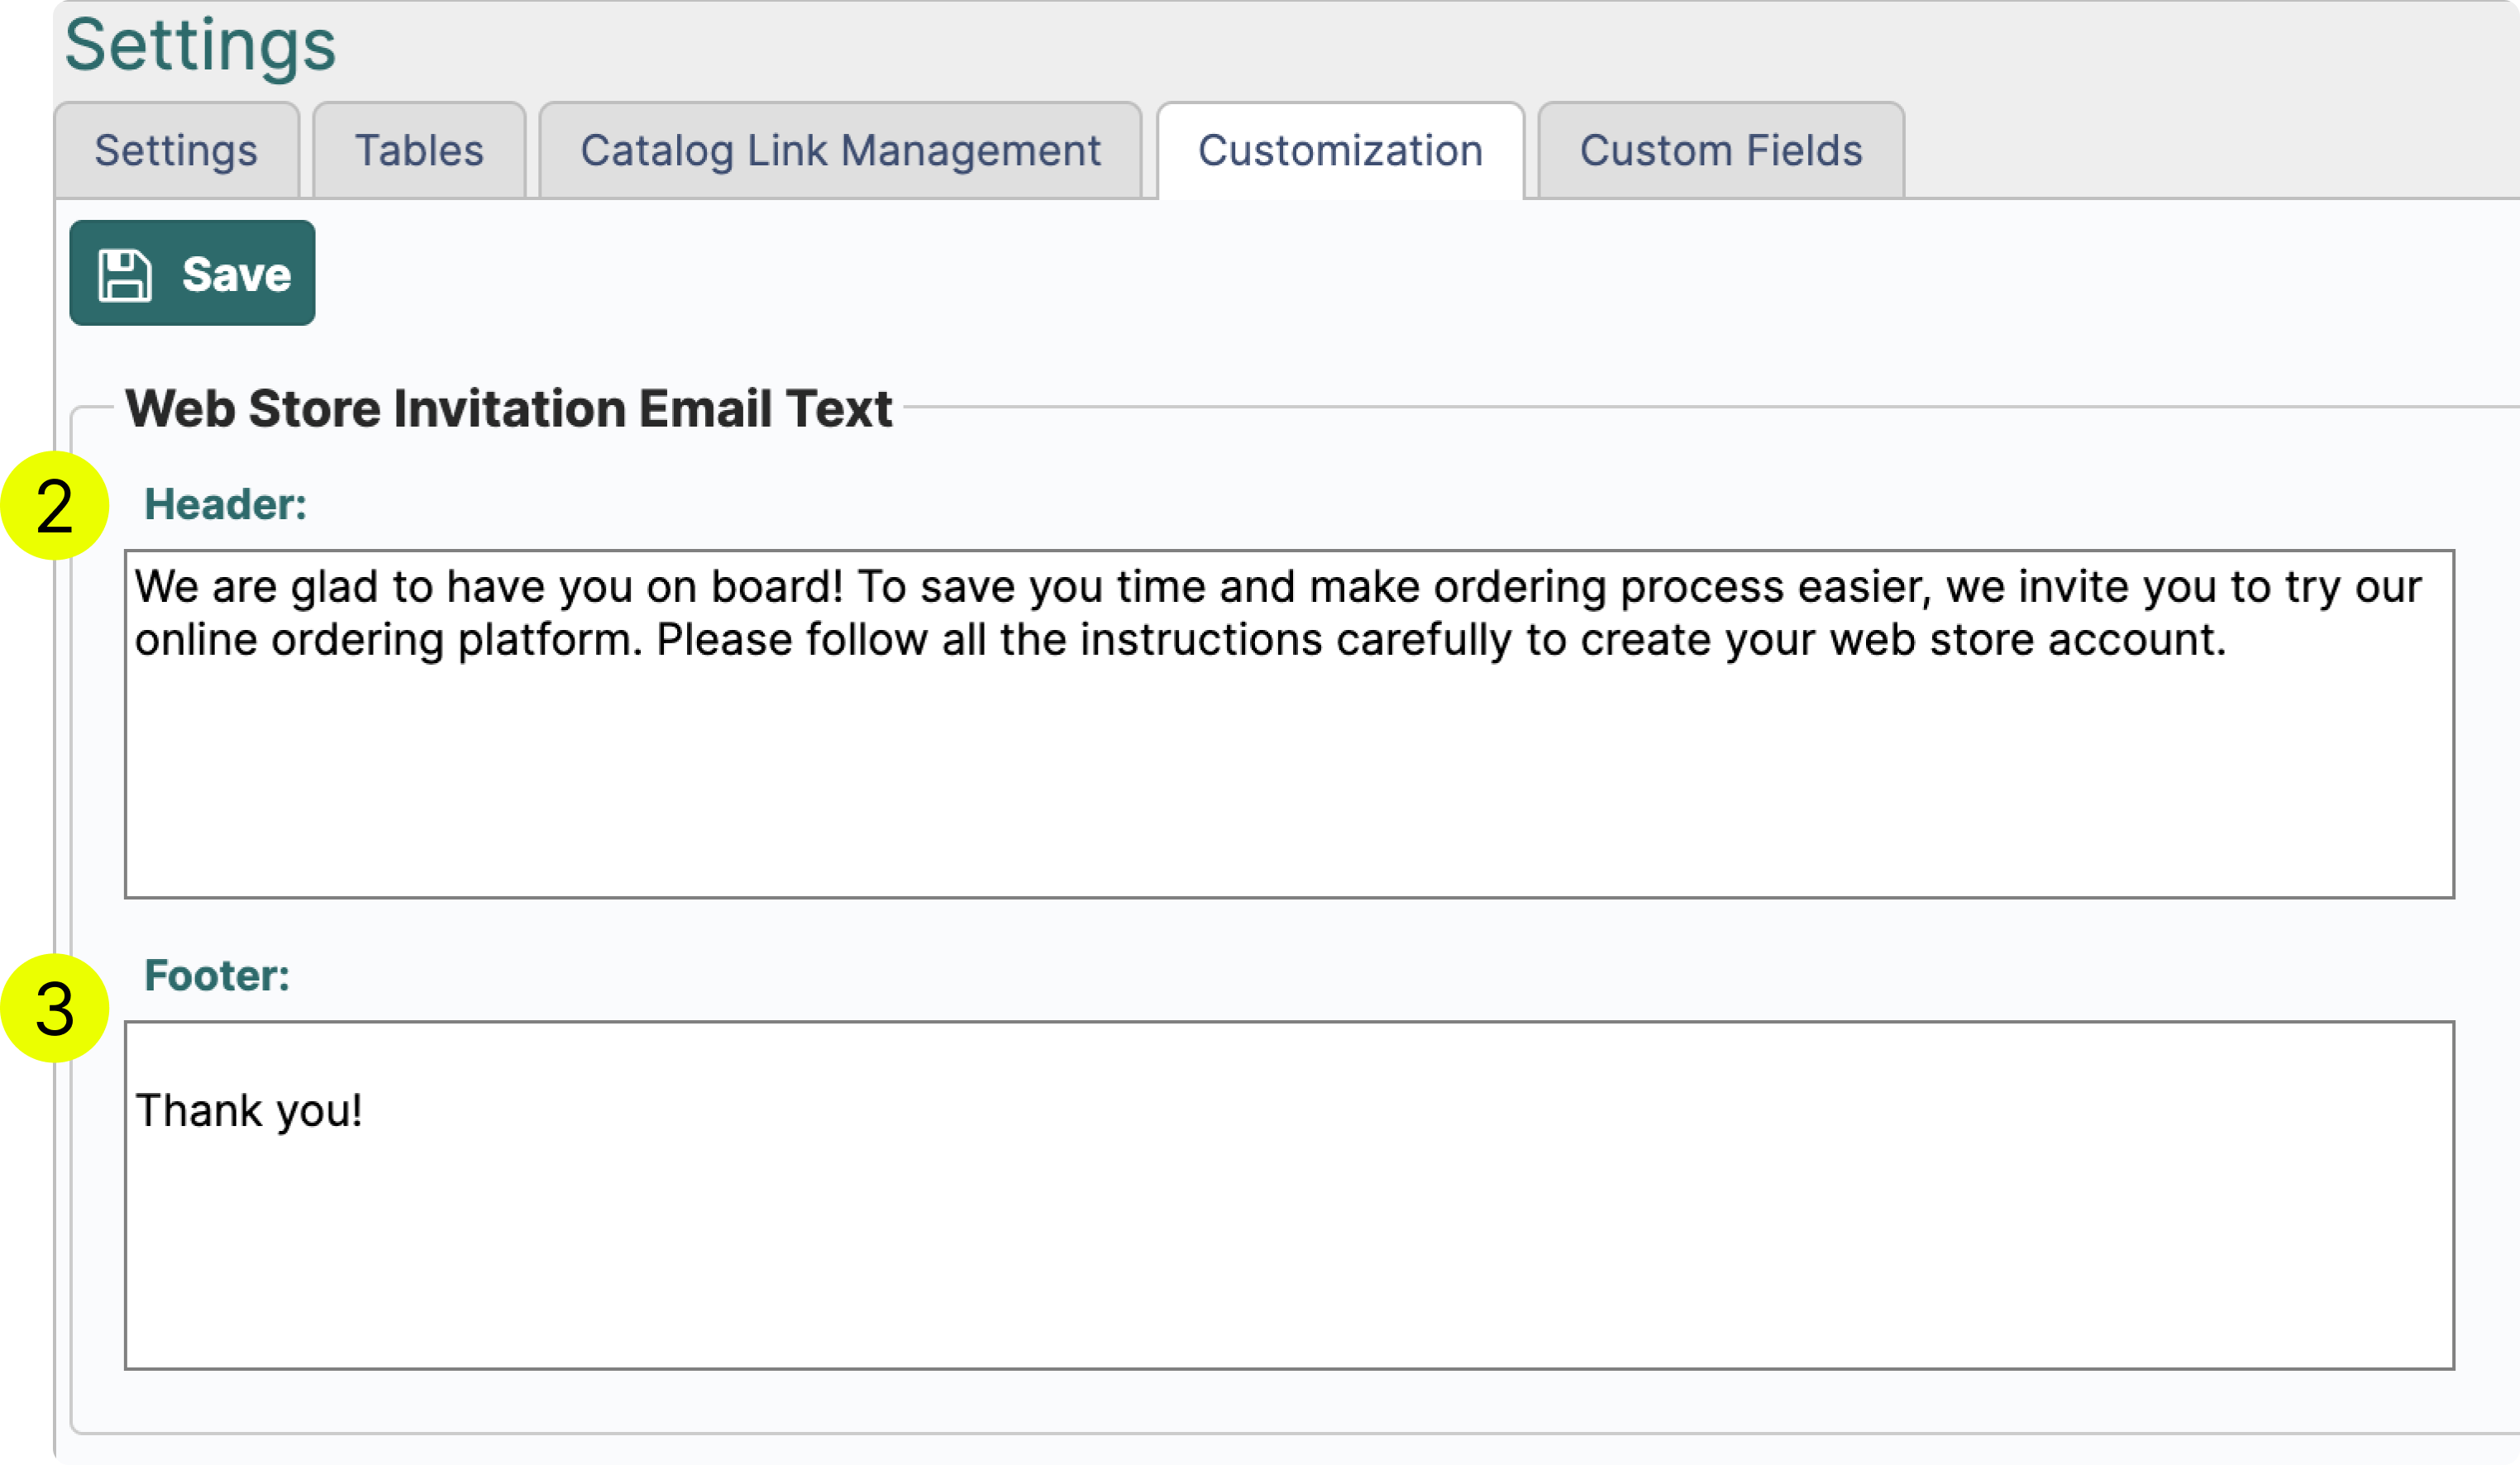 Settings
Settings
Tables
Catalog Link Management
Customization
Custom Fields
Save
Web Store Invitation Email Text
2
Header:
We are glad to have you on board! To save you time and make ordering process easier, we invite you to try our
online ordering platform. Please follow all the instructions carefully to create your web store account.
3
Footer:
Thank you!